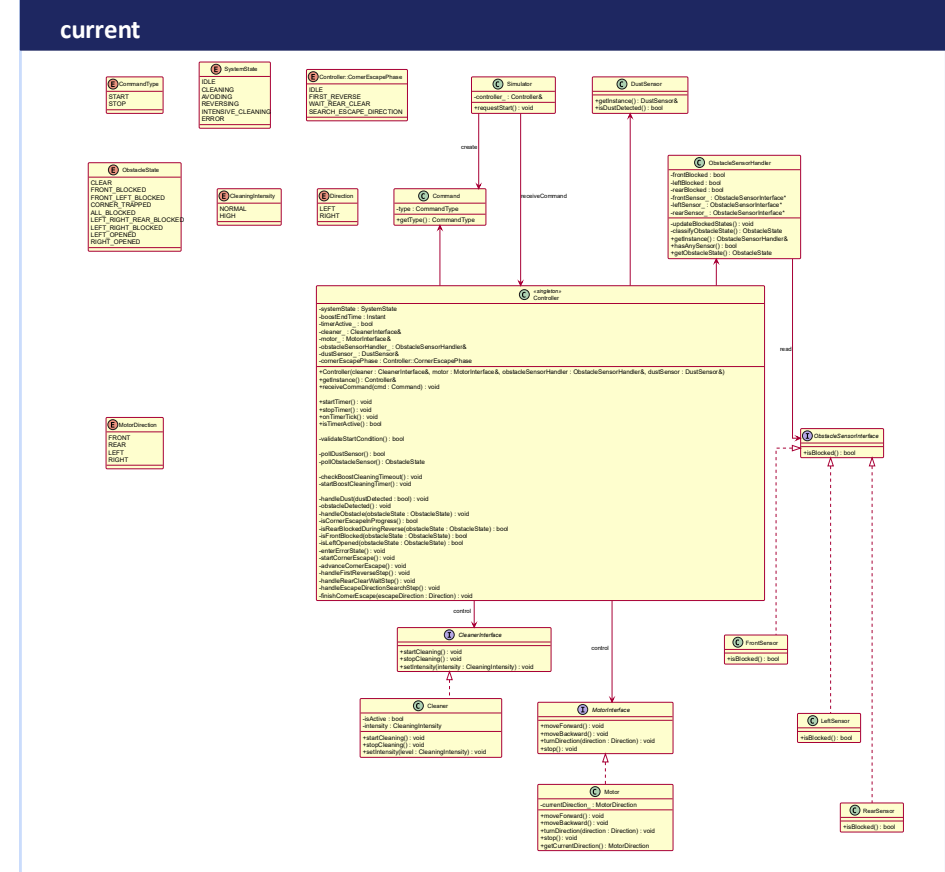 current
E CommandType
START
STOP
E SystemState
IDLE
CLEANING
AVOIDING
REVERSING
INTENSIVE_CLEANING
ERROR
E Controller::CornerEscapePhase
IDLE
FIRST_REVERSE
WAIT_REAR_CLEAR
SEARCH_ESCAPE_DIRECTION
C Simulator
-controller_ : Controller&
+requestStart() : void
C DustSensor
+getInstance() : DustSensor&
+isDustDetected() : bool
create
receiveCommand
E ObstacleState
CLEAR
FRONT_BLOCKED
FRONT_LEFT_BLOCKED
CORNER_TRAPPED
ALL_BLOCKED
LEFT_RIGHT_REAR_BLOCKED
LEFT_RIGHT_BLOCKED
LEFT_OPENED
RIGHT_OPENED
E CleaningIntensity
NORMAL
HIGH
E Direction
LEFT
RIGHT
C Command
-type : CommandType
+getType() : CommandType
C ObstacleSensorHandler
-frontBlocked : bool
-leftBlocked : bool
-rearBlocked : bool
-frontSensor_ : ObstacleSensorInterface*
-leftSensor_ : ObstacleSensorInterface*
-rearSensor_ : ObstacleSensorInterface*
-updateBlockedStates() : void
-classifyObstacleState() : ObstacleState
+getInstance() : ObstacleSensorHandler&
+hasAnySensor() : bool
+getObstacleState() : ObstacleState
C «singleton»
Controller
-systemState : SystemState
-boostEndTime : Instant
-timerActive_ : bool
-cleaner_ : CleanerInterface&
-motor_ : MotorInterface&
-obstacleSensorHandler_ : ObstacleSensorHandler&
-dustSensor_ : DustSensor&
-cornerEscapePhase : Controller::CornerEscapePhase
+Controller(cleaner : CleanerInterface&, motor : MotorInterface&, obstacleSensorHandler : ObstacleSensorHandler&, dustSensor : DustSensor&)
+getInstance() : Controller&
+receiveCommand(cmd : Command) : void
+startTimer() : void
+stopTimer() : void
+onTimerTick() : void
+isTimerActive() : bool
-validateStartCondition() : bool
-pollDustSensor() : bool
-pollObstacleSensor() : ObstacleState
-checkBoostCleaningTimeout() : void
-startBoostCleaningTimer() : void
-handleDust(dustDetected : bool) : void
-obstacleDetected() : void
-handleObstacle(obstacleState : ObstacleState) : void
-isCornerEscapeInProgress() : bool
-isRearBlockedDuringReverse(obstacleState : ObstacleState) : bool
-isFrontBlocked(obstacleState : ObstacleState) : bool
-isLeftOpened(obstacleState : ObstacleState) : bool
-enterErrorState() : void
-startCornerEscape() : void
-advanceCornerEscape() : void
-handleFirstReverseStep() : void
-handleRearClearWaitStep() : void
-handleEscapeDirectionSearchStep() : void
-finishCornerEscape(escapeDirection : Direction) : void
read
E MotorDirection
FRONT
REAR
LEFT
RIGHT
I ObstacleSensorInterface
+isBlocked() : bool
control
control
I CleanerInterface
+startCleaning() : void
+stopCleaning() : void
+setIntensity(intensity : CleaningIntensity) : void
C FrontSensor
+isBlocked() : bool
C Cleaner
-isActive : bool
-intensity : CleaningIntensity
+startCleaning() : void
+stopCleaning() : void
+setIntensity(level : CleaningIntensity) : void
I MotorInterface
+moveForward() : void
+moveBackward() : void
+turnDirection(direction : Direction) : void
+stop() : void
C LeftSensor
+isBlocked() : bool
C Motor
-currentDirection_ : MotorDirection
+moveForward() : void
+moveBackward() : void
+turnDirection(direction : Direction) : void
+stop() : void
+getCurrentDirection() : MotorDirection
C RearSensor
+isBlocked() : bool